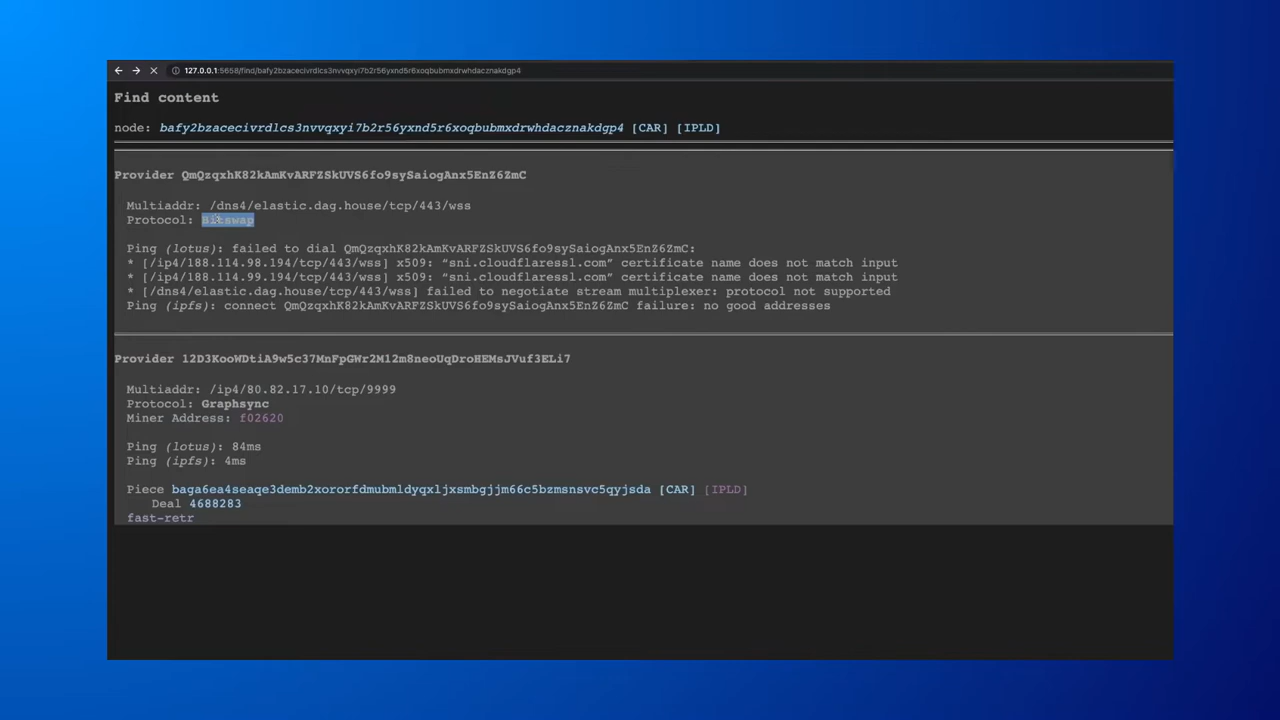 127.0.0.1:5658/find/bafy2bzacecivrdlcs3nvvqxyi7b2r56yxnd5r6xoqbubmxdrwhdacznakdgp4
Find content
node: bafy2bzacecivrdlcs3nvvqxyi7b2r56yxnd5r6xoqbubmxdrwhdacznakdgp4 [CAR] [IPLD]
Provider QmQzqxhK82kAmKvARFZSkUVS6fo9sySaiogAnx5EnZ6ZmC
Multiaddr: /dns4/elastic.dag.house/tcp/443/wss
Protocol: Bitswap
Ping (lotus): failed to dial QmQzqxhK82kAmKvARFZSkUVS6fo9sySaiogAnx5EnZ6ZmC:
* [/ip4/188.114.98.194/tcp/443/wss] x509: “sni.cloudflaressl.com” certificate name does not match input
* [/ip4/188.114.99.194/tcp/443/wss] x509: “sni.cloudflaressl.com” certificate name does not match input
* [/dns4/elastic.dag.house/tcp/443/wss] failed to negotiate stream multiplexer: protocol not supported
Ping (ipfs): connect QmQzqxhK82kAmKvARFZSkUVS6fo9sySaiogAnx5EnZ6ZmC failure: no good addresses
Provider 12D3KooWDtiA9w5c37MnFpGWr2M12m8neoUqDroHEMsJVuf3ELi7
Multiaddr: /ip4/80.82.17.10/tcp/9999
Protocol: Graphsync
Miner Address: f02620
Ping (lotus): 84ms
Ping (ipfs): 4ms
Piece baga6ea4seaqe3demb2xororfdmubmldyqxljxsmbgjjm66c5bzmsnsvc5qyjsda [CAR] [IPLD]
Deal 4688283
fast-retr